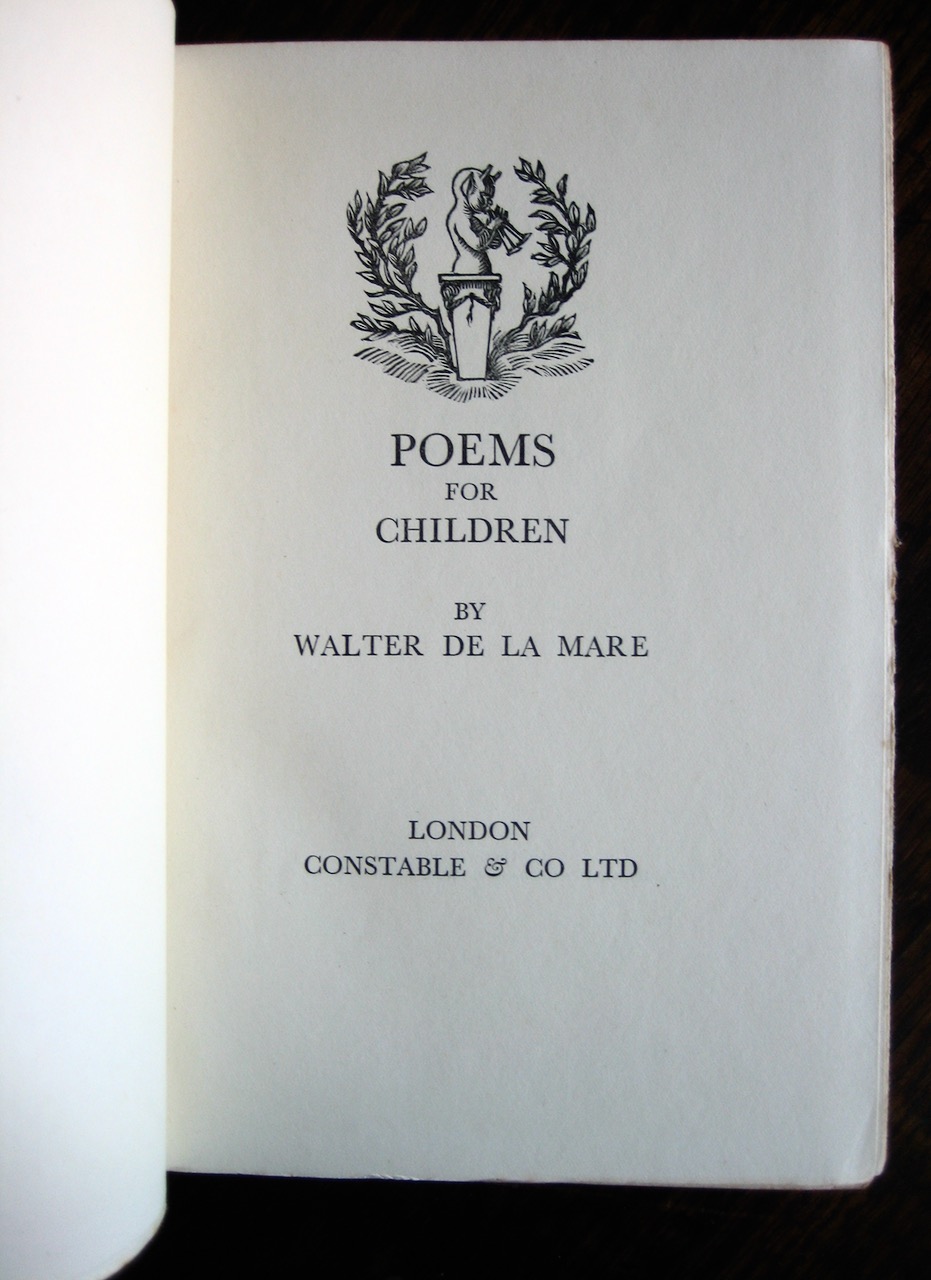 POEMS
FOR
CHILDREN
BY
WALTER DE LA MARE
LONDON
CONSTABLE & CO LTD